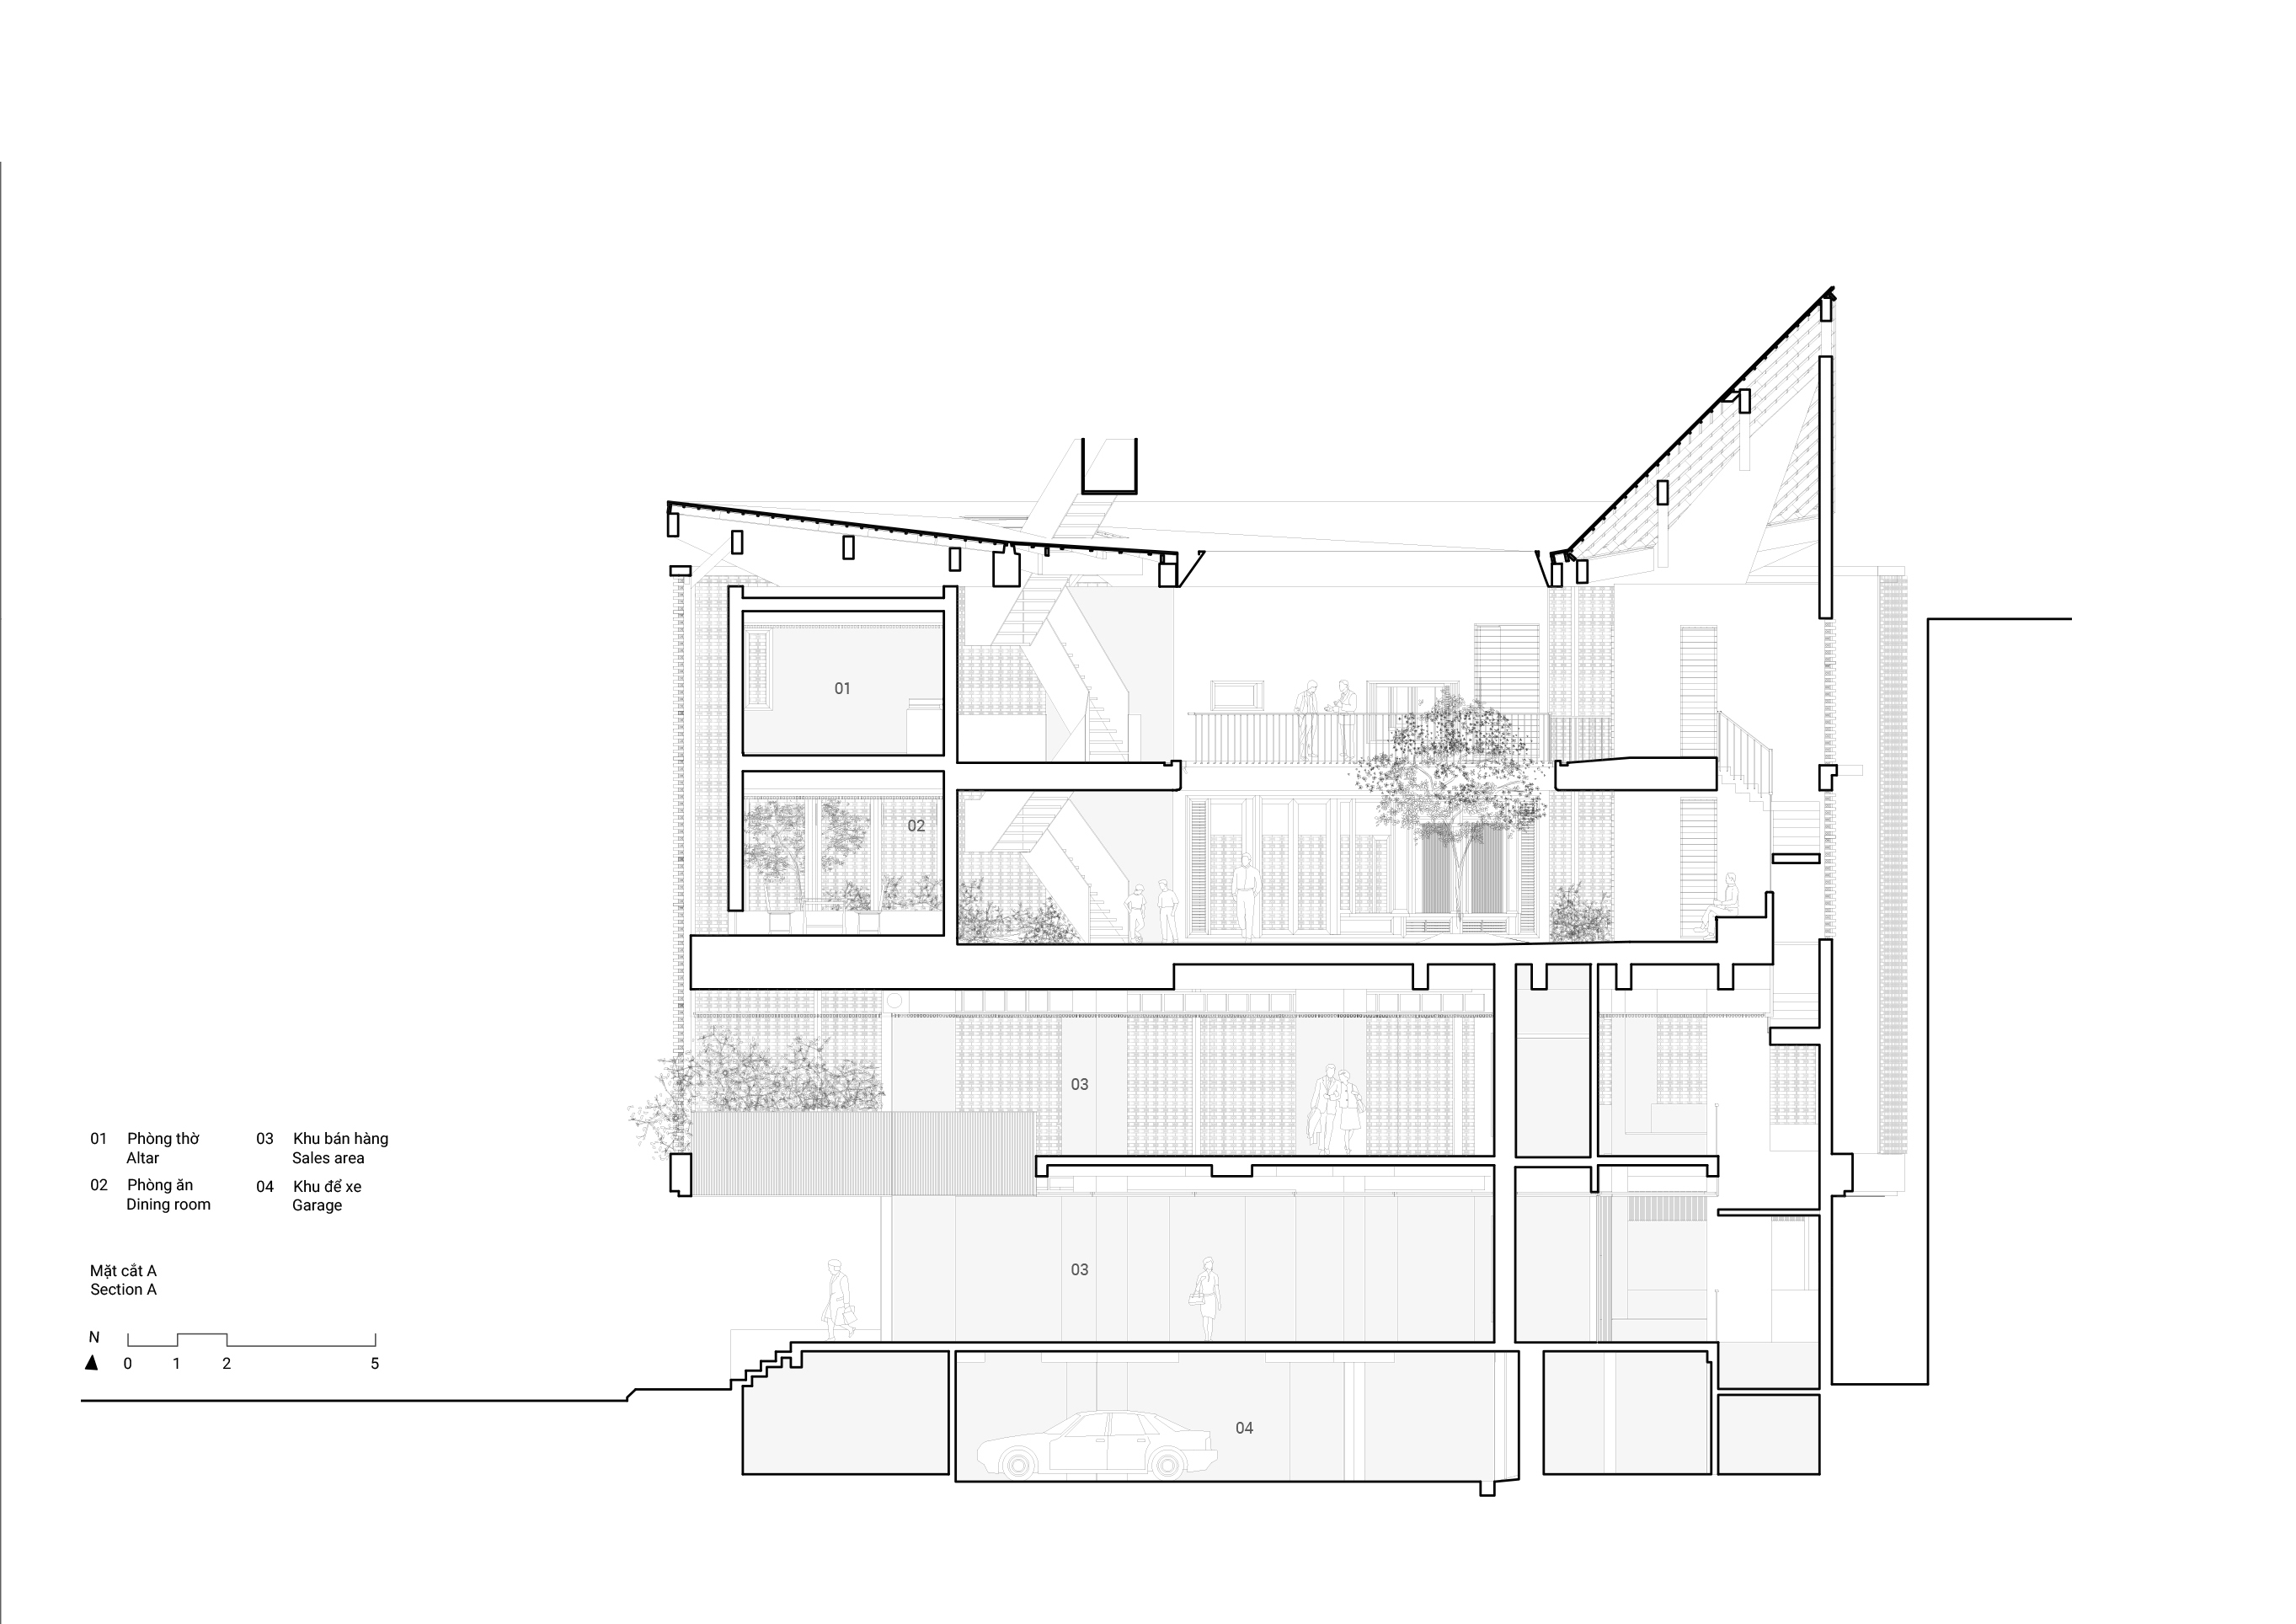 01
02
03
03
04
01 Phòng thờ
Altar
02 Phòng ăn
Dining room
03 Khu bán hàng
Sales area
04 Khu để xe
Garage
Mặt cắt A
Section A
N
0 1 2 5